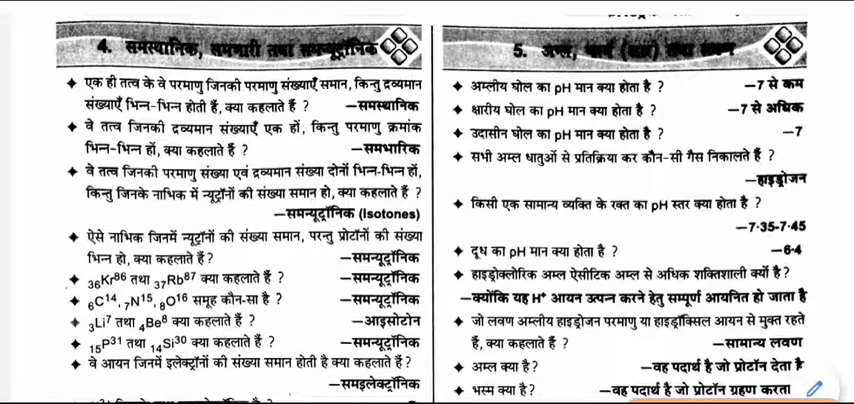 4. समस्थानिक, समभारी तथा समन्यूट्रॉनिक
✦ एक ही तत्व के वे परमाणु जिनकी परमाणु संख्याएँ समान, किन्तु द्रव्यमान
संख्याएँ भिन्न-भिन्न होती हैं, क्या कहलाते हैं ? –समस्थानिक
✦ वे तत्व जिनकी द्रव्यमान संख्याएँ एक हों, किन्तु परमाणु क्रमांक
भिन्न-भिन्न हों, क्या कहलाते हैं ? –समभारिक
✦ वे तत्व जिनकी परमाणु संख्या एवं द्रव्यमान संख्या दोनों भिन्न-भिन्न हों,
किन्तु जिनके नाभिक में न्यूट्रॉनों की संख्या समान हो, क्या कहलाते हैं ?
–समन्यूट्रॉनिक (Isotones)
✦ ऐसे नाभिक जिनमें न्यूट्रॉनों की संख्या समान, परन्तु प्रोटॉनों की संख्या
भिन्न हो, क्या कहलाते हैं? –समन्यूट्रॉनिक
✦ ₃₆Kr⁸⁶ तथा ₃₇Rb⁸⁷ क्या कहलाते हैं ? –समन्यूट्रॉनिक
✦ ₆C¹⁴, ₇N¹⁵, ₈O¹⁶ समूह कौन-सा है ? –समन्यूट्रॉनिक
✦ ₃Li⁷ तथा ₄Be⁸ क्या कहलाते हैं ? –आइसोटोन
✦ ₁₅P³¹ तथा ₁₄Si³⁰ क्या कहलाते हैं ? –समन्यूट्रॉनिक
✦ वे आयन जिनमें इलेक्ट्रॉनों की संख्या समान होती है क्या कहलाते हैं?
–समइलेक्ट्रॉनिक
5. अम्ल, (क्षार) तथा लवण
✦ अम्लीय घोल का pH मान क्या होता है ? –7 से कम
✦ क्षारीय घोल का pH मान क्या होता है ? –7 से अधिक
✦ उदासीन घोल का pH मान क्या होता है ? –7
✦ सभी अम्ल धातुओं से प्रतिक्रिया कर कौन-सी गैस निकालते हैं ?
–हाइड्रोजन
✦ किसी एक सामान्य व्यक्ति के रक्त का pH स्तर क्या होता है ?
–7·35-7·45
✦ दूध का pH मान क्या होता है ? –6·4
✦ हाइड्रोक्लोरिक अम्ल ऐसीटिक अम्ल से अधिक शक्तिशाली क्यों है?
–क्योंकि यह H⁺ आयन उत्पन्न करने हेतु सम्पूर्ण आयनित हो जाता है
✦ जो लवण अम्लीय हाइड्रोजन परमाणु या हाइड्रॉक्सिल आयन से मुक्त रहते
हैं, क्या कहलाते हैं ? –सामान्य लवण
✦ अम्ल क्या है? –वह पदार्थ है जो प्रोटॉन देता है
✦ भस्म क्या है? –वह पदार्थ है जो प्रोटॉन ग्रहण करता